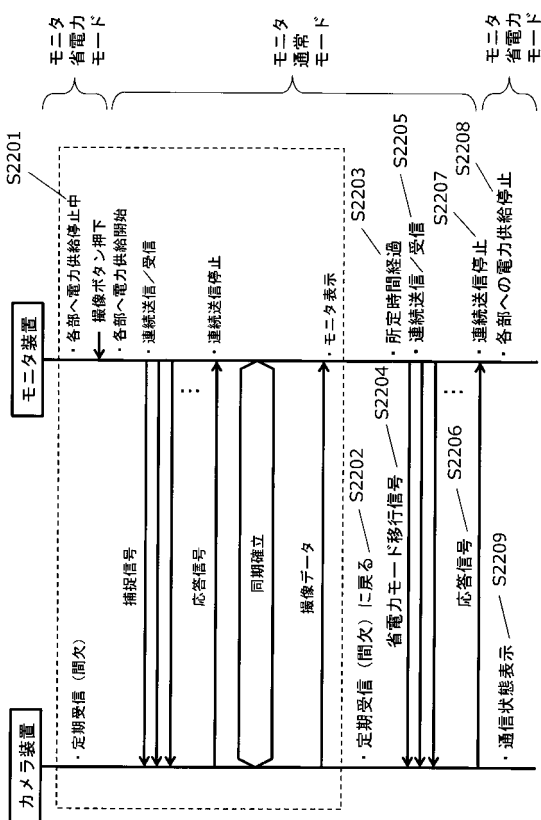 カメラ装置
モニタ装置
・定期受信（間欠）
・各部へ電力供給停止中
S2201
撮像ボタン押下
・各部へ電力供給開始
捕捉信号
・連続送信／受信
…
応答信号
・連続送信停止
同期確立
撮像データ
・モニタ表示
・定期受信（間欠）に戻る
S2202
・所定時間経過
S2203
省電力モード移行信号
S2204
・連続送信／受信
S2205
…
応答信号
S2206
・連続送信停止
S2207
・各部への電力供給停止
S2208
・通信状態表示
S2209
モニタ
省電力
モード
モニタ
通常
モード
モニタ
省電力
モード